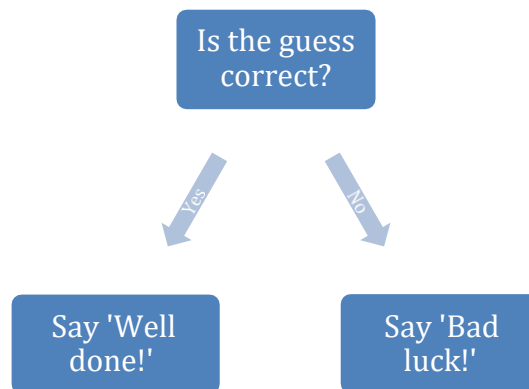 Is the guess
correct?
Yes
No
Say 'Well
done!'
Say 'Bad
luck!'